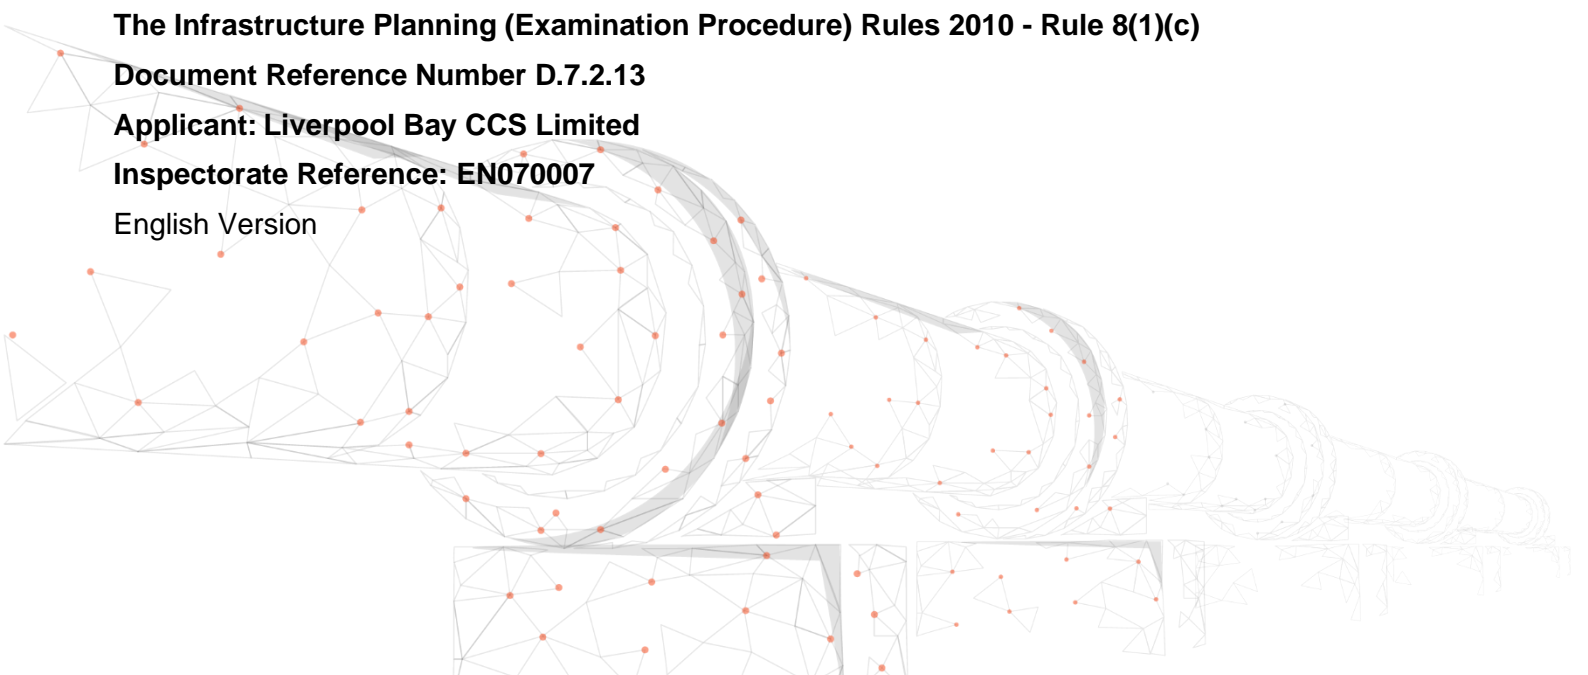 The Infrastructure Planning (Examination Procedure) Rules 2010 - Rule 8(1)(c)
Document Reference Number D.7.2.13
Applicant: Liverpool Bay CCS Limited
Inspectorate Reference: EN070007
English Version